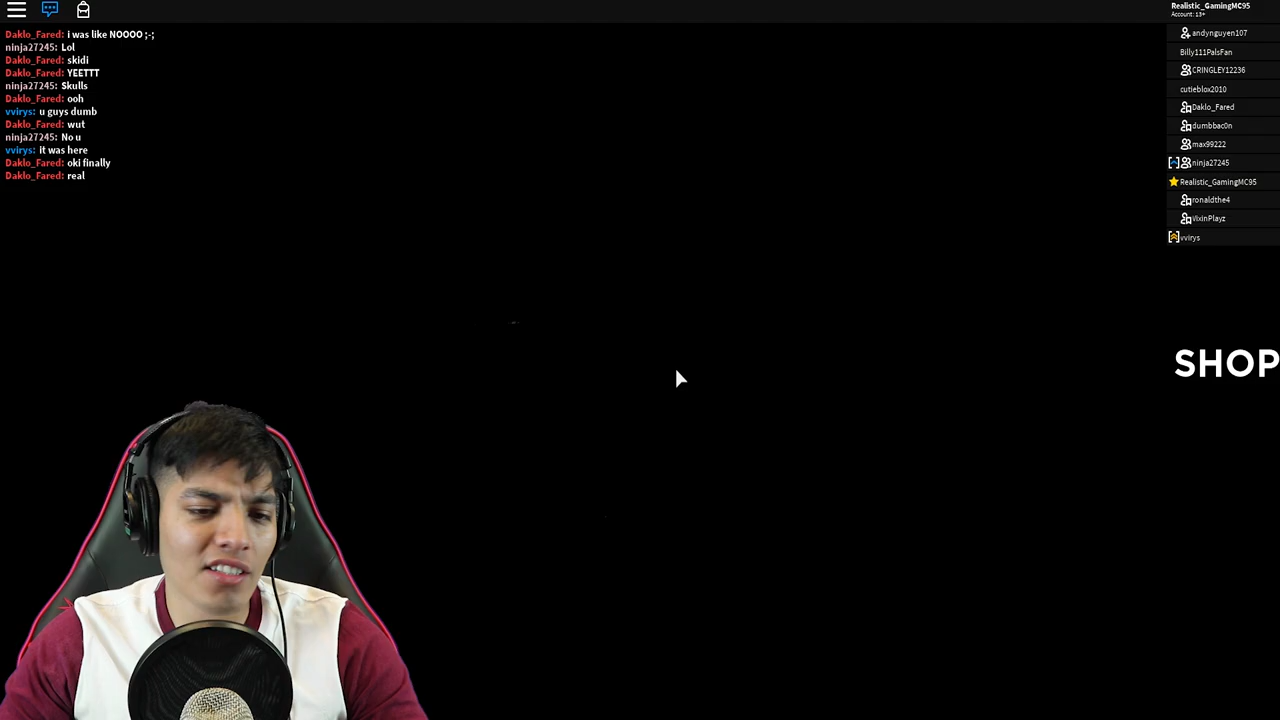 Daklo_Fared: i was like NOOOO ;-;
ninja27245: Lol
Daklo_Fared: skidi
Daklo_Fared: YEETTT
ninja27245: Skulls
Daklo_Fared: ooh
vvirys: u guys dumb
Daklo_Fared: wut
ninja27245: No u
vvirys: it was here
Daklo_Fared: oki finally
Daklo_Fared: real
Realistic_GamingMC95
Account: 13+
andynguyen107
Billy111PalsFan
CRINGLEY12236
cutieblox2010
Daklo_Fared
dumbbac0n
max99222
ninja27245
Realistic_GamingMC95
ronaldthe4
VixinPlayz
vvirys
SHOP